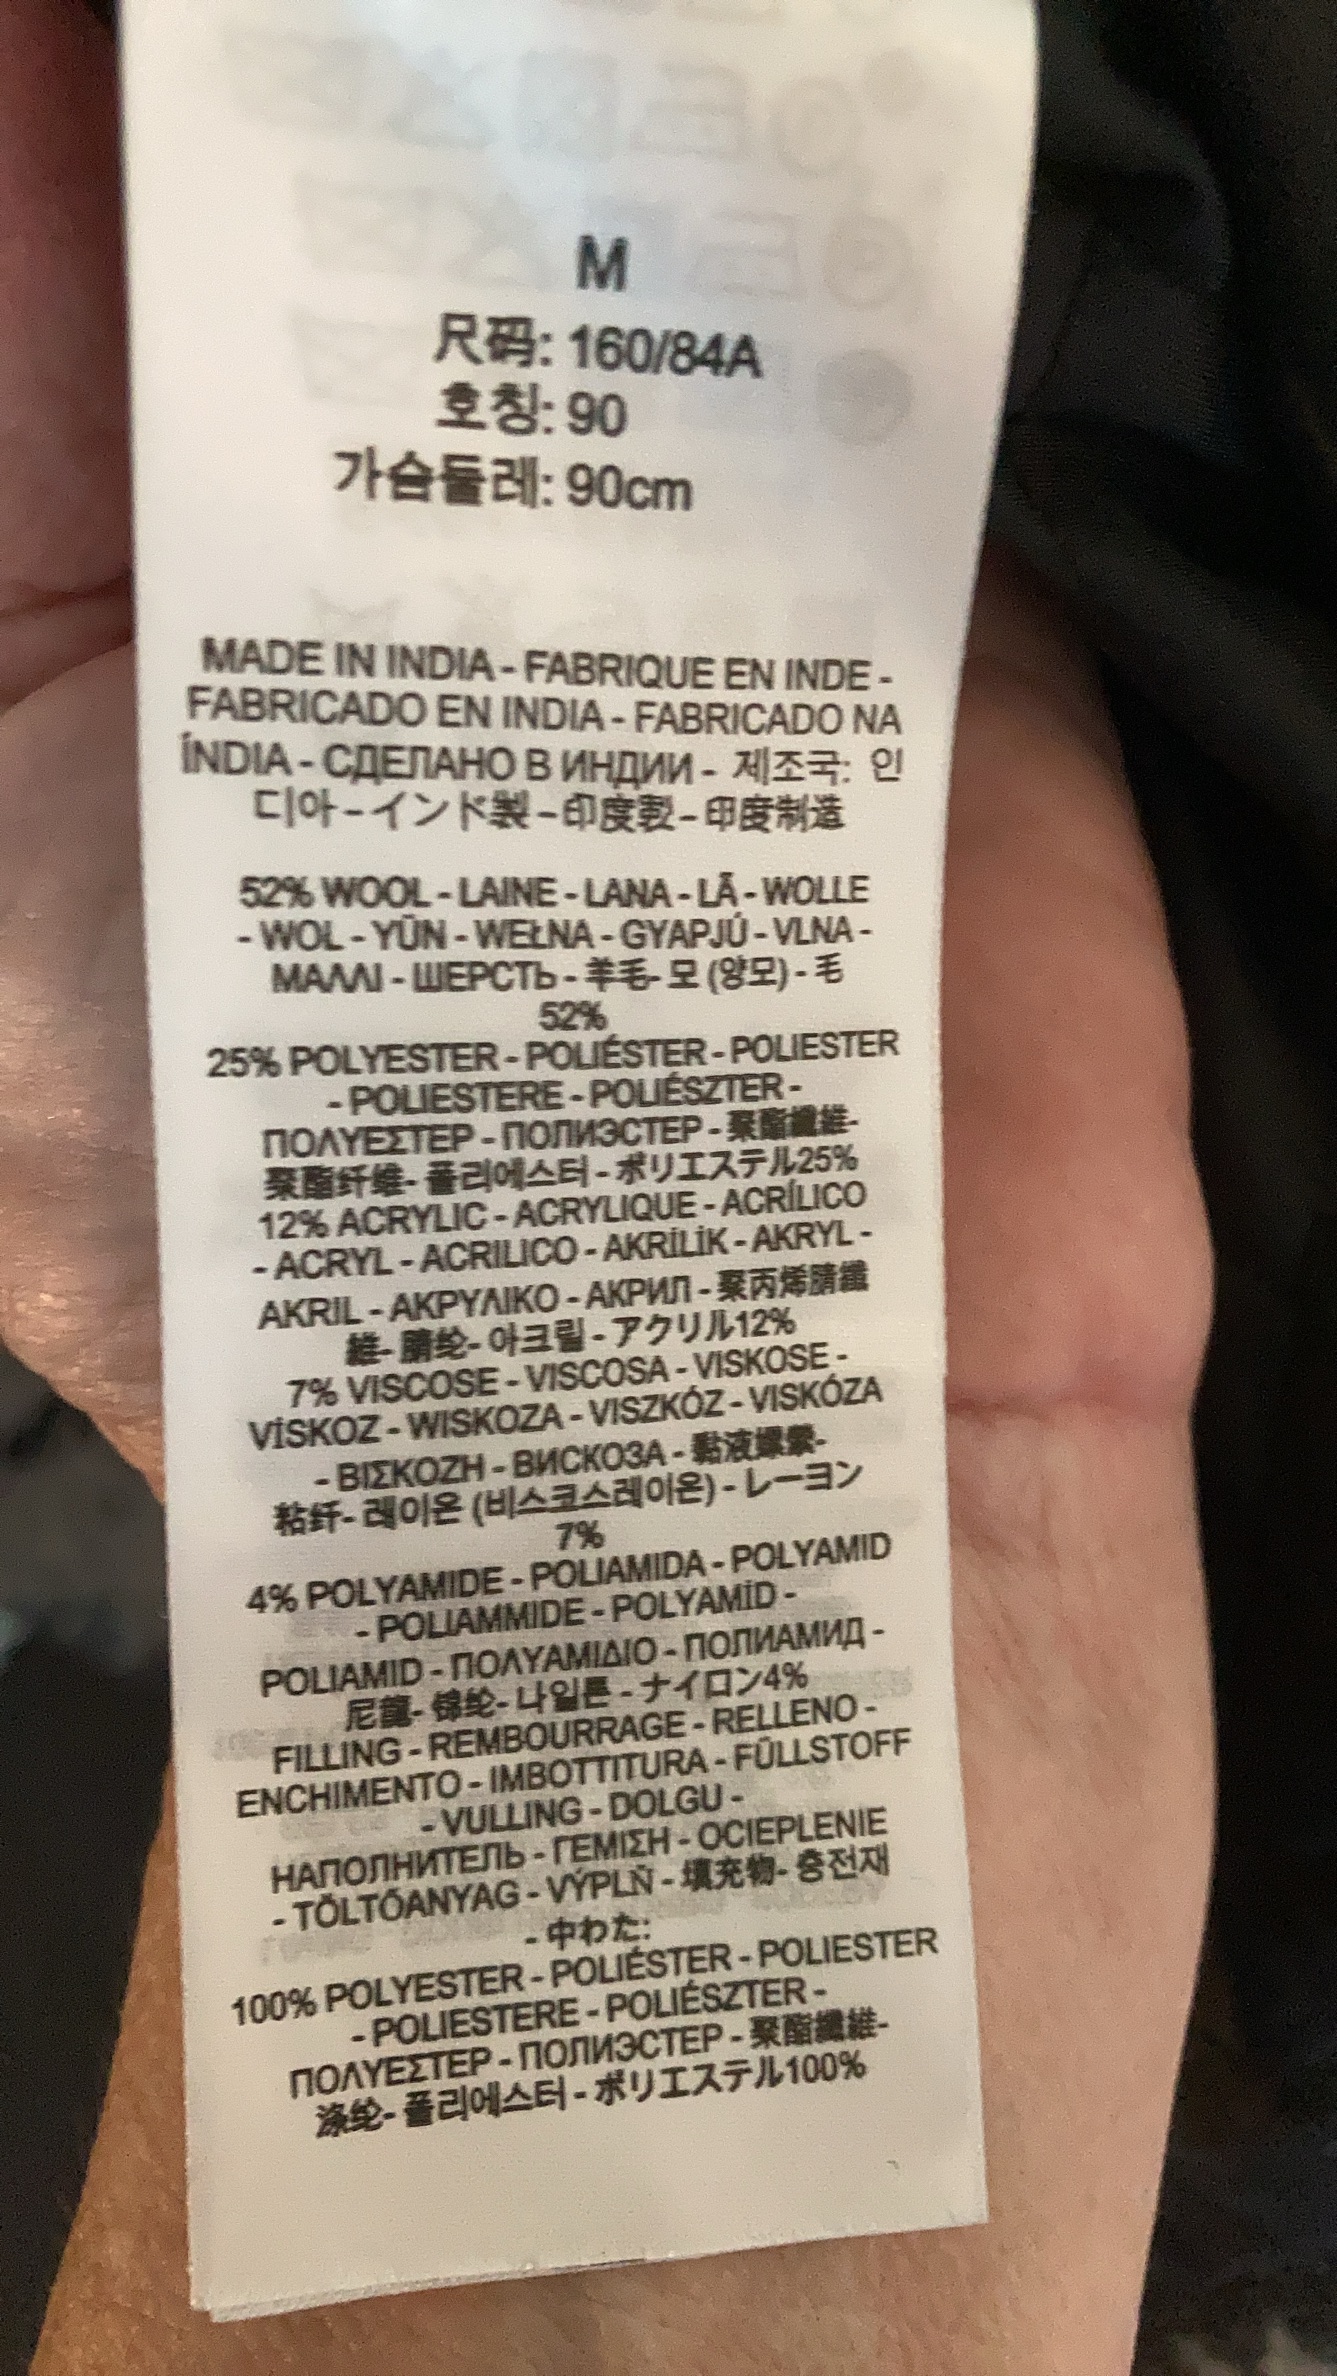 M
尺码: 160/84A
호칭: 90
가슴둘레: 90cm
MADE IN INDIA - FABRIQUE EN INDE -
FABRICADO EN INDIA - FABRICADO NA
ÍNDIA - СДЕЛАНО В ИНДИИ - 제조국: 인
디아 - インド製 - 印度製 - 印度制造
52% WOOL - LAINE - LANA - LÃ - WOLLE
- WOL - YÜN - WEŁNA - GYAPJÚ - VLNA -
ΜΑΛΛΙ - ШЕРСТЬ - 羊毛- 모 (양모) - 毛
52%
25% POLYESTER - POLIÉSTER - POLIESTER
- POLIESTERE - POLIÉSZTER -
ΠΟΛΥΕΣΤΕΡ - ПОЛИЭСТЕР - 聚酯纖維-
聚酯纤维- 폴리에스터 - ポリエステル25%
12% ACRYLIC - ACRYLIQUE - ACRÍLICO
- ACRYL - ACRILICO - AKRİLİK - AKRYL -
AKRIL - ΑΚΡΥΛΙΚΟ - АКРИЛ - 聚丙烯腈纖
維- 腈纶- 아크릴 - アクリル12%
7% VISCOSE - VISCOSA - VISKOSE -
VİSKOZ - WISKOZA - VISZKÓZ - VISKÓZA
- ΒΙΣΚΟΖΗ - ВИСКОЗА - 黏液螺縈-
粘纤- 레이온 (비스코스레이온) - レーヨン
7%
4% POLYAMIDE - POLIAMIDA - POLYAMID
- POLIAMMIDE - POLYAMİD -
POLIAMID - ΠΟΛΥΑΜΙΔΙΟ - ПОЛИАМИД -
尼龍- 锦纶- 나일론 - ナイロン4%
FILLING - REMBOURRAGE - RELLENO -
ENCHIMENTO - IMBOTTITURA - FÜLLSTOFF
- VULLING - DOLGU -
НАПОЛНИТЕЛЬ - ΓΕΜΙΣΗ - OCIEPLENIE
- TÖLTÓANYAG - VÝPLŇ - 填充物- 충전재
- 中わた:
100% POLYESTER - POLIÉSTER - POLIESTER
- POLIESTERE - POLIÉSZTER -
ΠΟΛΥΕΣΤΕΡ - ПОЛИЭСТЕР - 聚酯纖維-
涤纶- 폴리에스터 - ポリエステル100%